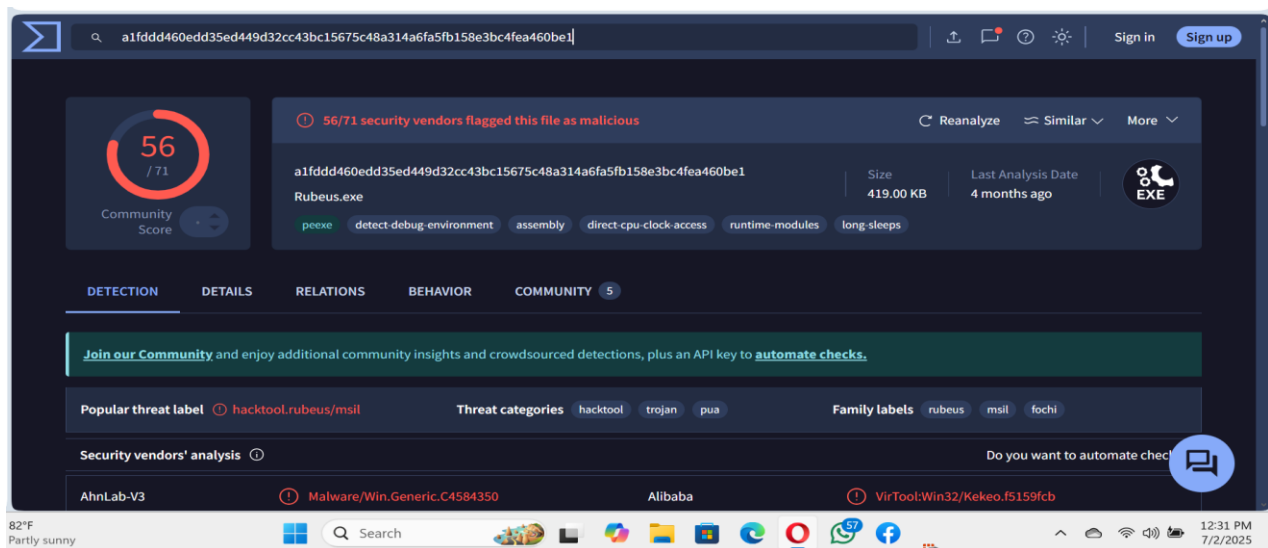 a1fddd460edd35ed449d32cc43bc15675c48a314a6fa5fb158e3bc4fea460be1
Sign in
Sign up
56
/ 71
Community
Score
-
56/71 security vendors flagged this file as malicious
Reanalyze
Similar
More
a1fddd460edd35ed449d32cc43bc15675c48a314a6fa5fb158e3bc4fea460be1
Rubeus.exe
peexe detect-debug-environment assembly direct-cpu-clock-access runtime-modules long-sleeps
Size
419.00 KB
Last Analysis Date
4 months ago
EXE
DETECTION DETAILS RELATIONS BEHAVIOR COMMUNITY 5
Join our Community and enjoy additional community insights and crowdsourced detections, plus an API key to automate checks.
Popular threat label hacktool.rubeus/msil Threat categories hacktool trojan pua Family labels rubeus msil fochi
Security vendors' analysis Do you want to automate chec
AhnLab-V3 Malware/Win.Generic.C4584350 Alibaba VirTool:Win32/Kekeo.f5159fcb
82°F
Partly sunny
Search
57
12:31 PM
7/2/2025